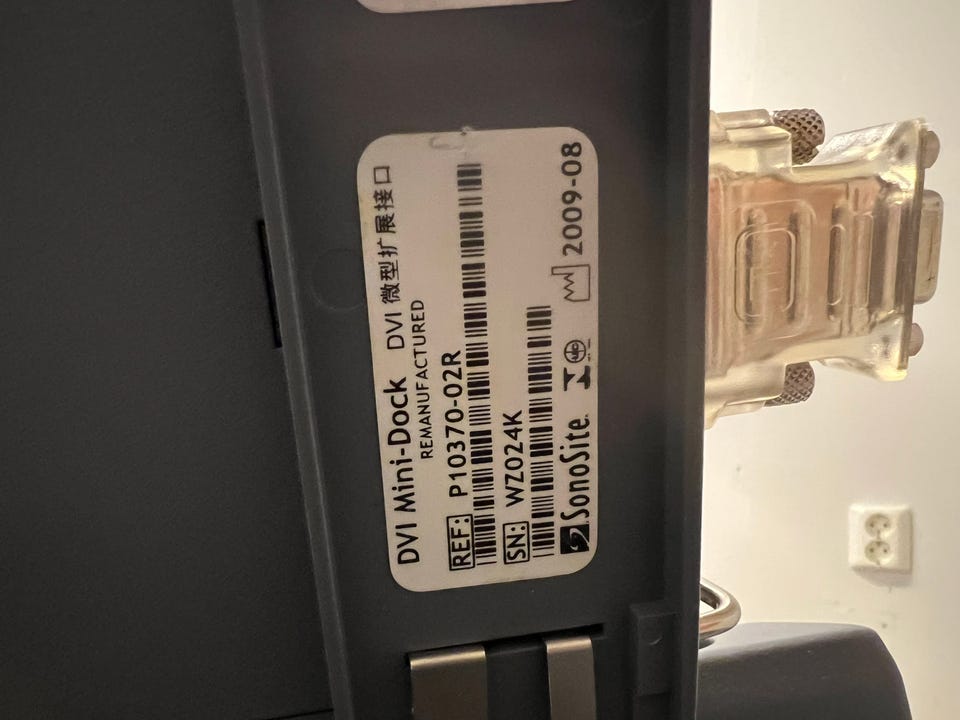 DVI Mini-Dock DVI 微型扩展接口
REMANUFACTURED
REF: P10370-02R
SN: WZ024K
SonoSite. 2009-08